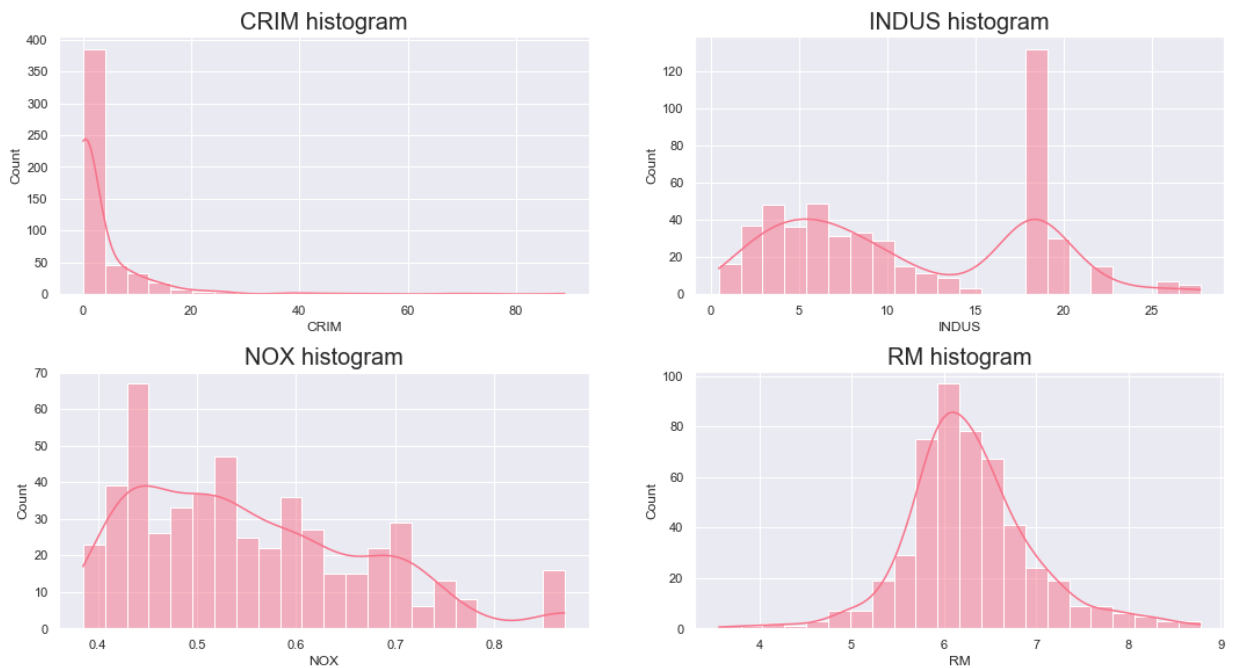 CRIM histogram
400
350
300
250
200
150
100
50
0
Count
0 20 40 60 80
CRIM
INDUS histogram
120
100
80
60
40
20
0
Count
0 5 10 15 20 25
INDUS
NOX histogram
70
60
50
40
30
20
10
0
Count
0.4 0.5 0.6 0.7 0.8
NOX
RM histogram
100
80
60
40
20
0
Count
4 5 6 7 8 9
RM